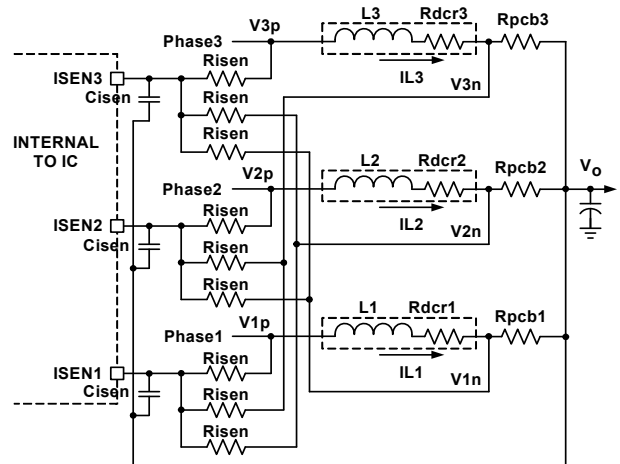 L3
Rdcr3
Rpcb3
V3p
Phase3
Risen
ISEN3
Cisen
IL3
V3n
Risen
Risen
INTERNAL
TO IC
L2
Rdcr2
Rpcb2
V2p
Phase2
Vo
Risen
ISEN2
Cisen
IL2
V2n
Risen
Risen
L1
Rdcr1
Rpcb1
V1p
Phase1
Risen
ISEN1
Cisen
IL1
V1n
Risen
Risen